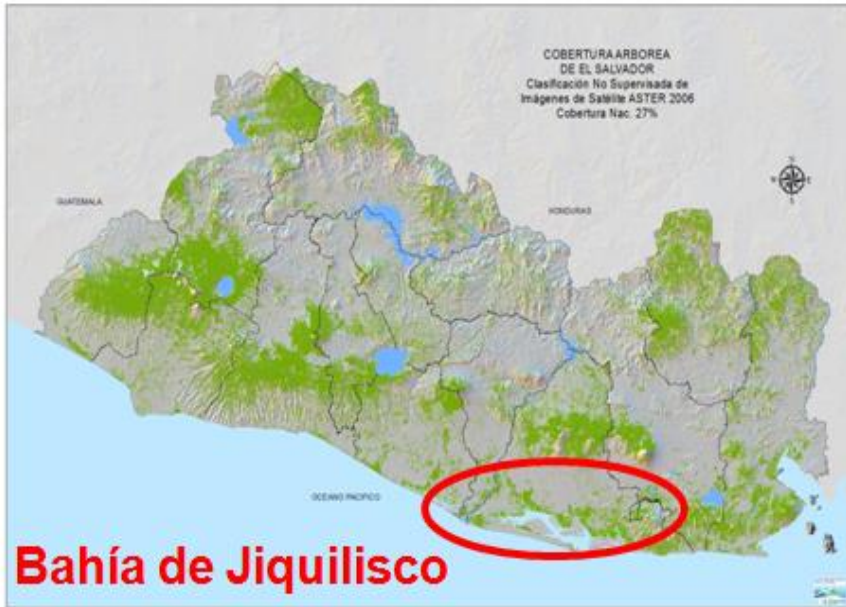 COBERTURA ARBOREA
DE EL SALVADOR
Clasificación No Supervisada de
Imágenes de Satélite ASTER 2006
Cobertura Nac. 27%
N
W
E
S
GUATEMALA
HONDURAS
OCEANO PACIFICO
Bahía de Jiquilisco